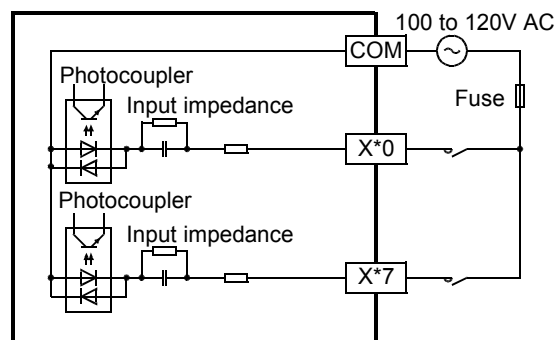 100 to 120V AC
COM
Photocoupler
Input impedance
Fuse
X*0
Photocoupler
Input impedance
X*7